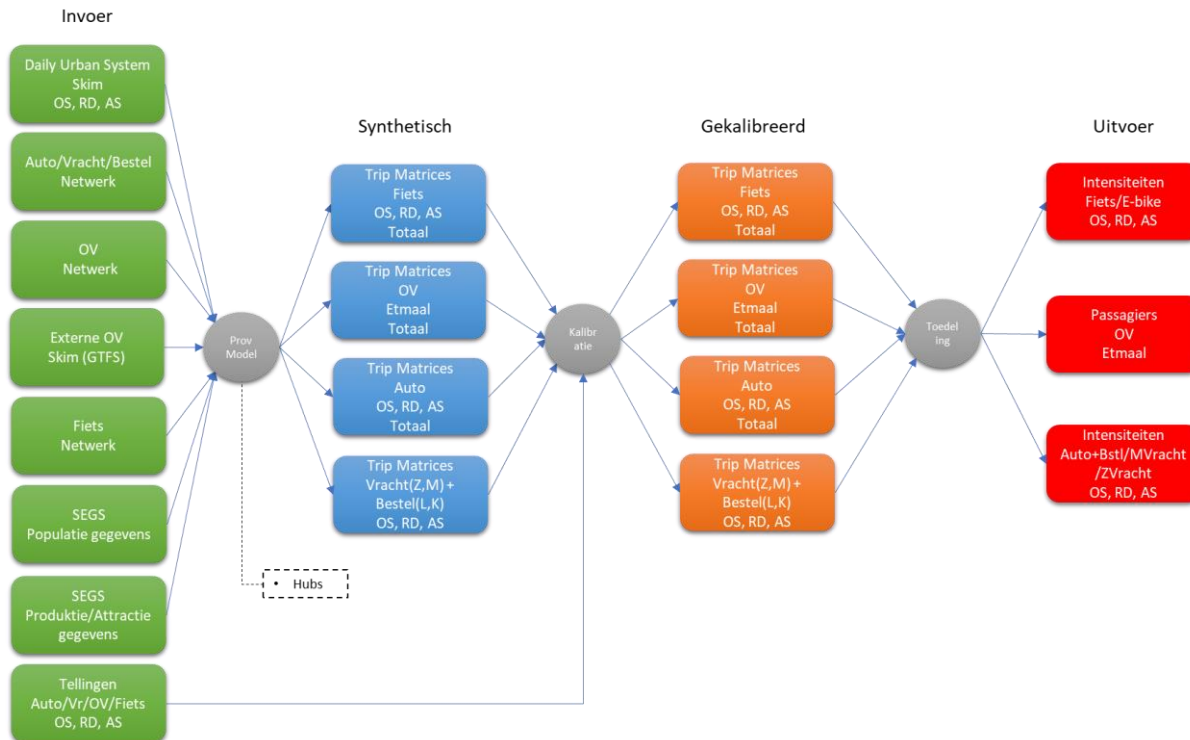 Invoer
Daily Urban System
Skim
OS, RD, AS
Auto/Vracht/Bestel
Netwerk
OV
Netwerk
Externe OV
Skim (GTFS)
Fiets
Netwerk
SEGS
Populatie gegevens
SEGS
Produktie/Attractie
gegevens
Tellingen
Auto/Vr/OV/Fiets
OS, RD, AS
Prov
Model
• Hubs
Synthetisch
Trip Matrices
Fiets
OS, RD, AS
Totaal
Trip Matrices
OV
Etmaal
Totaal
Trip Matrices
Auto
OS, RD, AS
Totaal
Trip Matrices
Vracht(Z,M) +
Bestel(L,K)
OS, RD, AS
Kalibr
atie
Gekalibreerd
Trip Matrices
Fiets
OS, RD, AS
Totaal
Trip Matrices
OV
Etmaal
Totaal
Trip Matrices
Auto
OS, RD, AS
Totaal
Trip Matrices
Vracht(Z,M) +
Bestel(L,K)
OS, RD, AS
Toedel
ing
Uitvoer
Intensiteiten
Fiets/E-bike
OS, RD, AS
Passagiers
OV
Etmaal
Intensiteiten
Auto+Bstl/MVracht
/ZVracht
OS, RD, AS